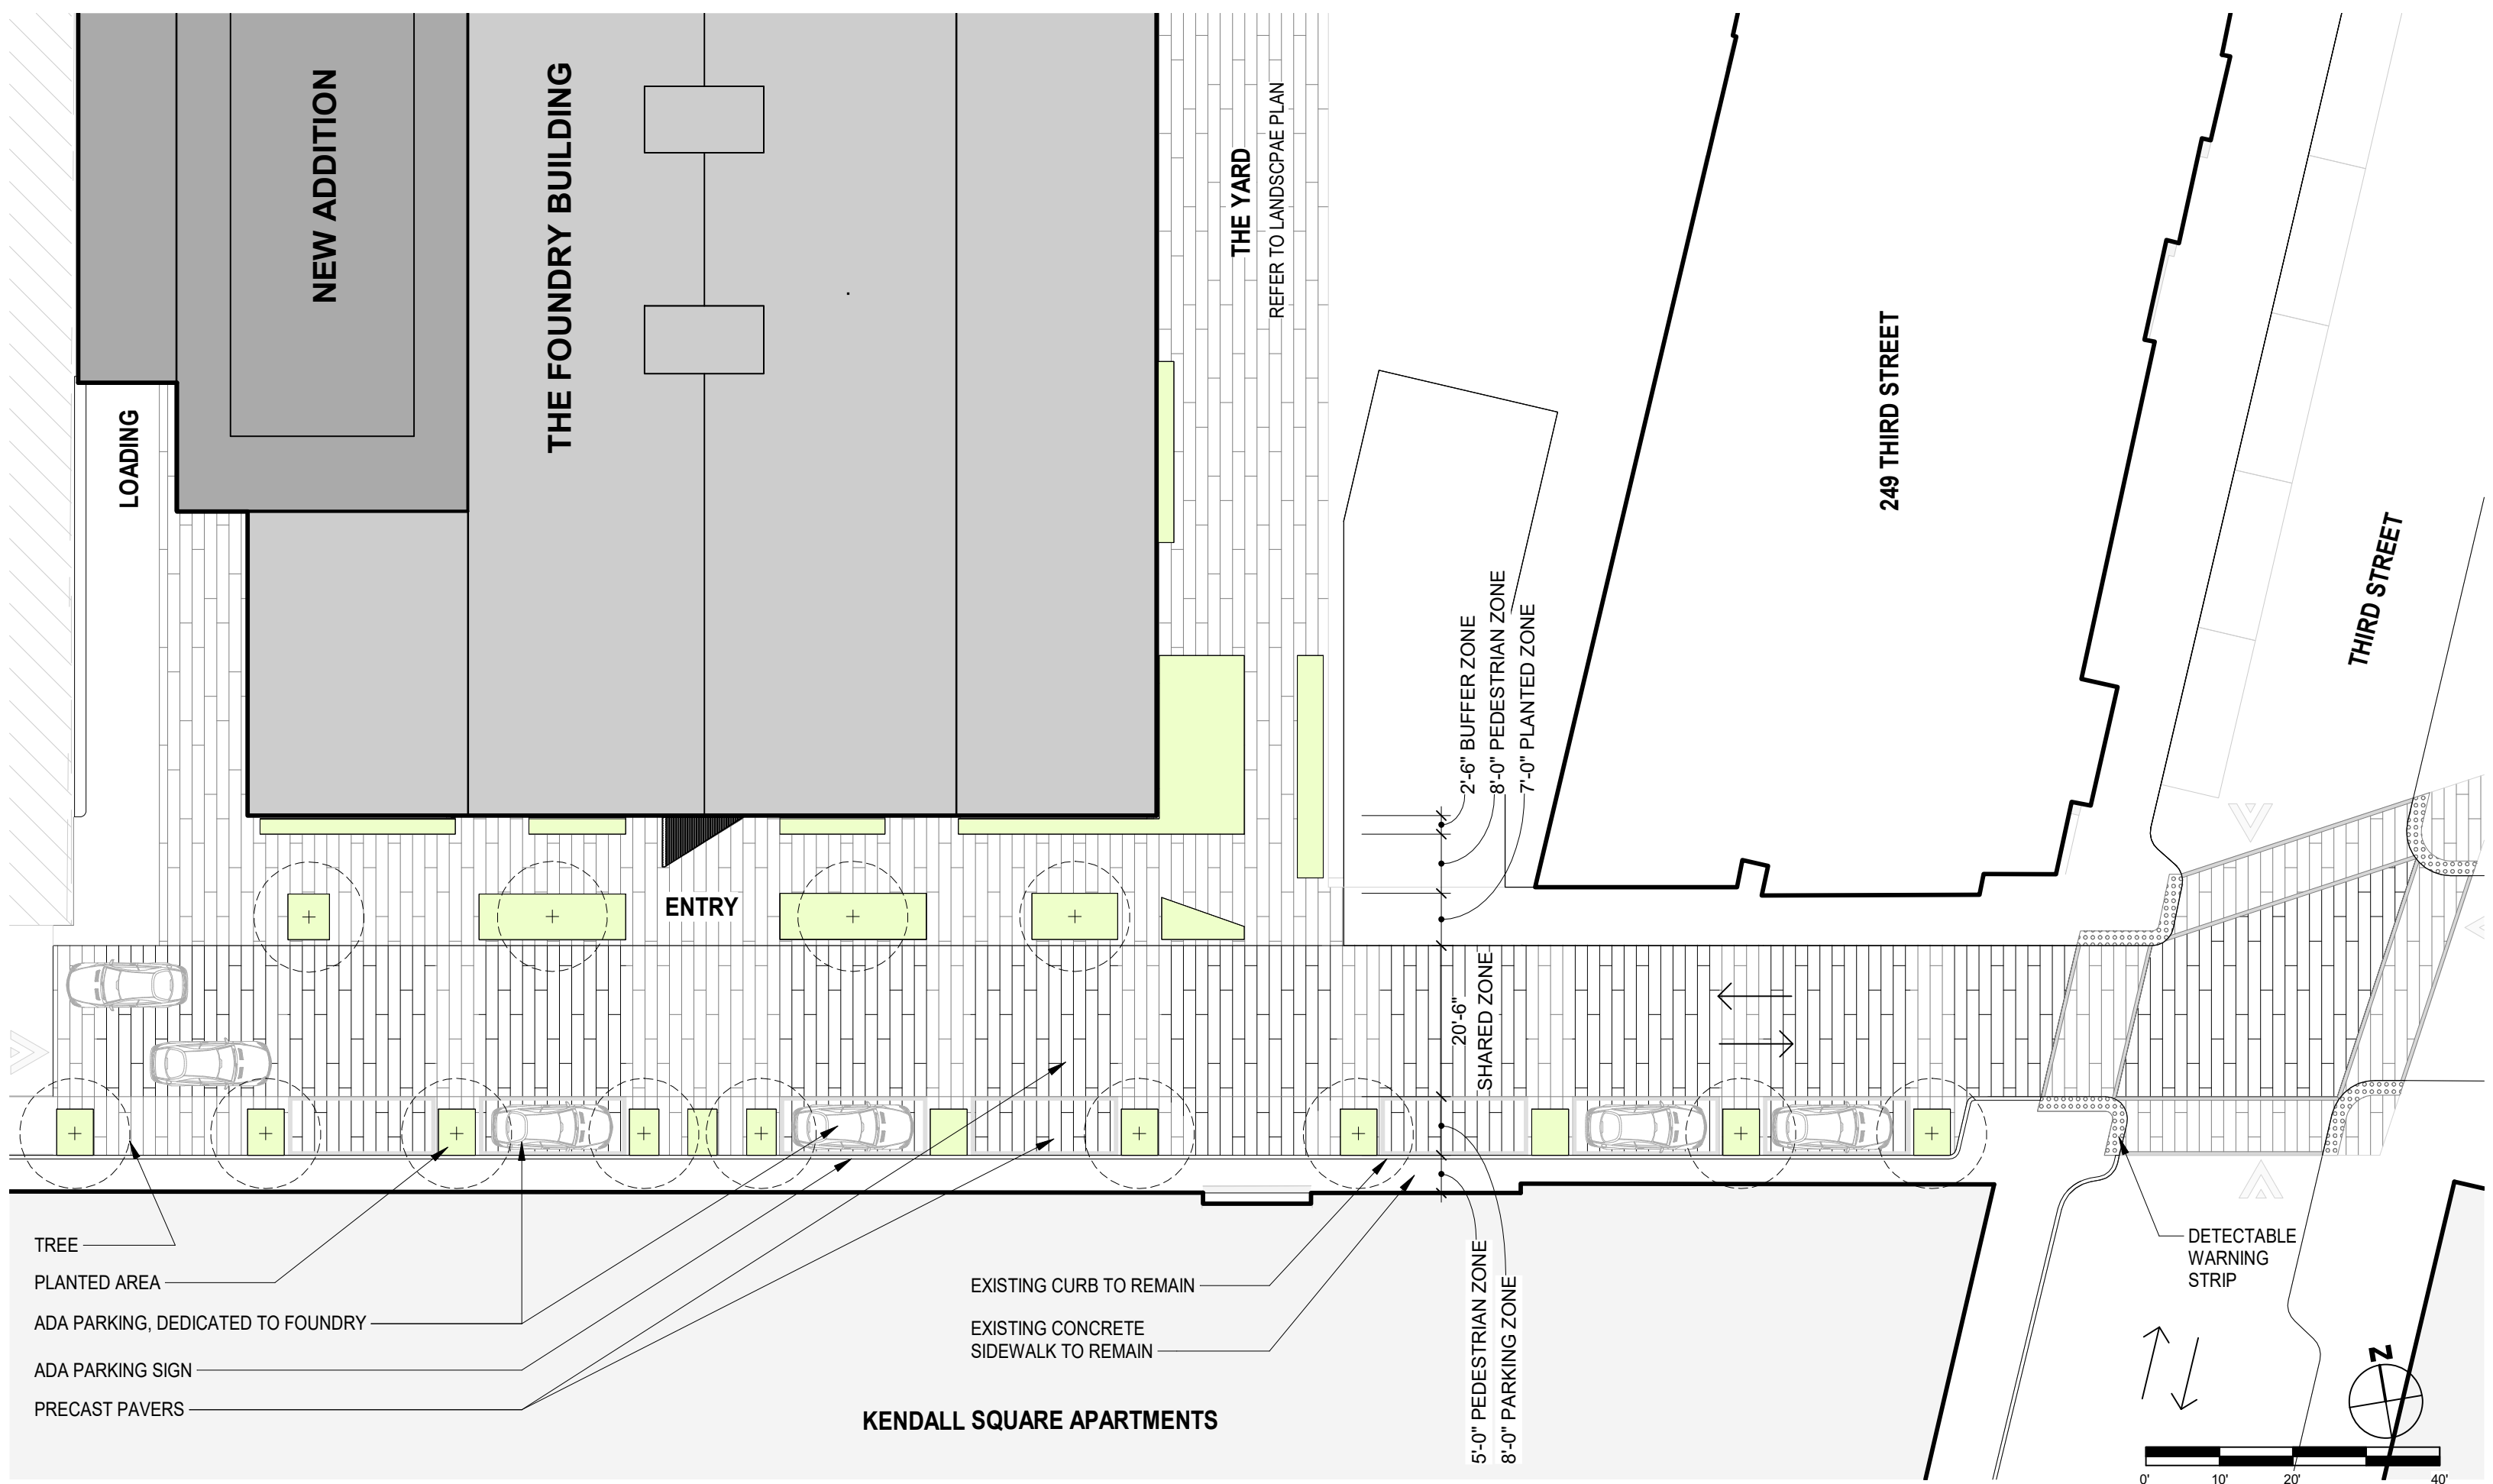 NEW ADDITION
THE FOUNDRY BUILDING
THE YARD
REFER TO LANDSCPAE PLAN
LOADING
249 THIRD STREET
THIRD STREET
2'-6" BUFFER ZONE
8'-0" PEDESTRIAN ZONE
7'-0" PLANTED ZONE
ENTRY
20'-6"
SHARED ZONE
TREE
PLANTED AREA
ADA PARKING, DEDICATED TO FOUNDRY
ADA PARKING SIGN
PRECAST PAVERS
EXISTING CURB TO REMAIN
EXISTING CONCRETE
SIDEWALK TO REMAIN
5'-0" PEDESTRIAN ZONE
8'-0" PARKING ZONE
DETECTABLE
WARNING
STRIP
KENDALL SQUARE APARTMENTS
N
0' 10' 20' 40'